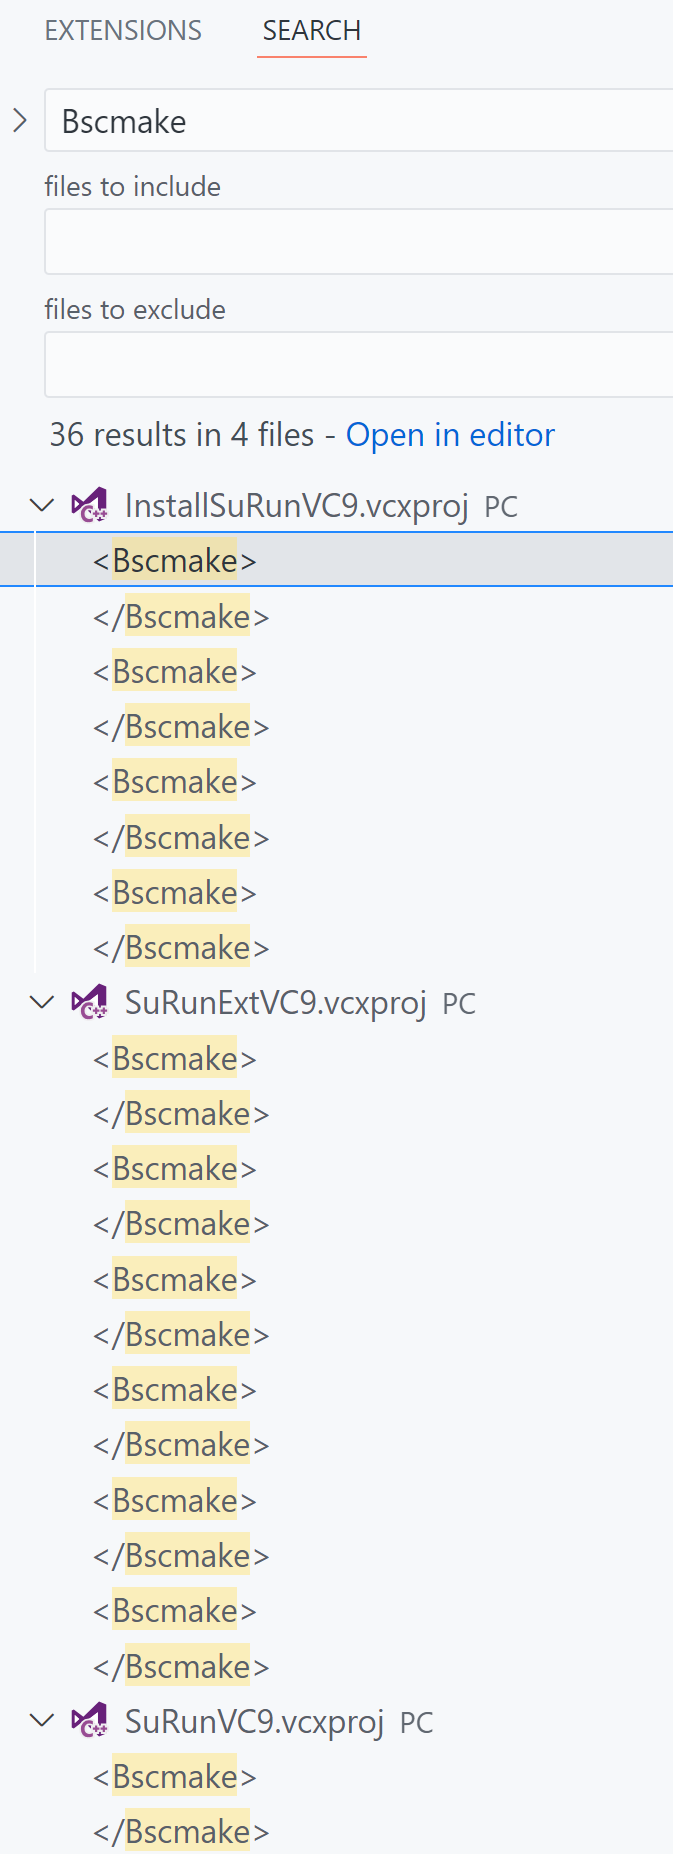 EXTENSIONS SEARCH
Bscmake
files to include
files to exclude
36 results in 4 files - Open in editor
InstallSuRunVC9.vcxproj PC
<Bscmake>
</Bscmake>
<Bscmake>
</Bscmake>
<Bscmake>
</Bscmake>
<Bscmake>
</Bscmake>
SuRunExtVC9.vcxproj PC
<Bscmake>
</Bscmake>
<Bscmake>
</Bscmake>
<Bscmake>
</Bscmake>
<Bscmake>
</Bscmake>
<Bscmake>
</Bscmake>
<Bscmake>
</Bscmake>
SuRunVC9.vcxproj PC
<Bscmake>
</Bscmake>